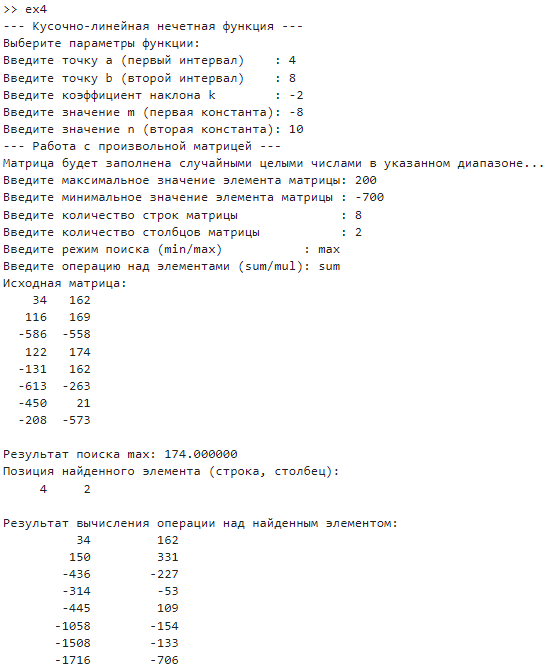 >> ex4
--- Кусочно-линейная нечетная функция ---
Выберите параметры функции:
Введите точку a (первый интервал)    : 4
Введите точку b (второй интервал)    : 8
Введите коэффициент наклона k        : -2
Введите значение m (первая константа): -8
Введите значение n (вторая константа): 10
--- Работа с произвольной матрицей ---
Матрица будет заполнена случайными целыми числами в указанном диапазоне...
Введите максимальное значение элемента матрицы: 200
Введите минимальное значение элемента матрицы : -700
Введите количество строк матрицы              : 8
Введите количество столбцов матрицы           : 2
Введите режим поиска (min/max)           : max
Введите операцию над элементами (sum/mul): sum
Исходная матрица:
    34   162
   116   169
  -586  -558
   122   174
  -131   162
  -613  -263
  -450    21
  -208  -573
Результат поиска max: 174.000000
Позиция найденного элемента (строка, столбец):
     4     2
Результат вычисления операции над найденным элементом:
          34         162
         150         331
        -436        -227
        -314         -53
        -445         109
       -1058        -154
       -1508        -133
       -1716        -706